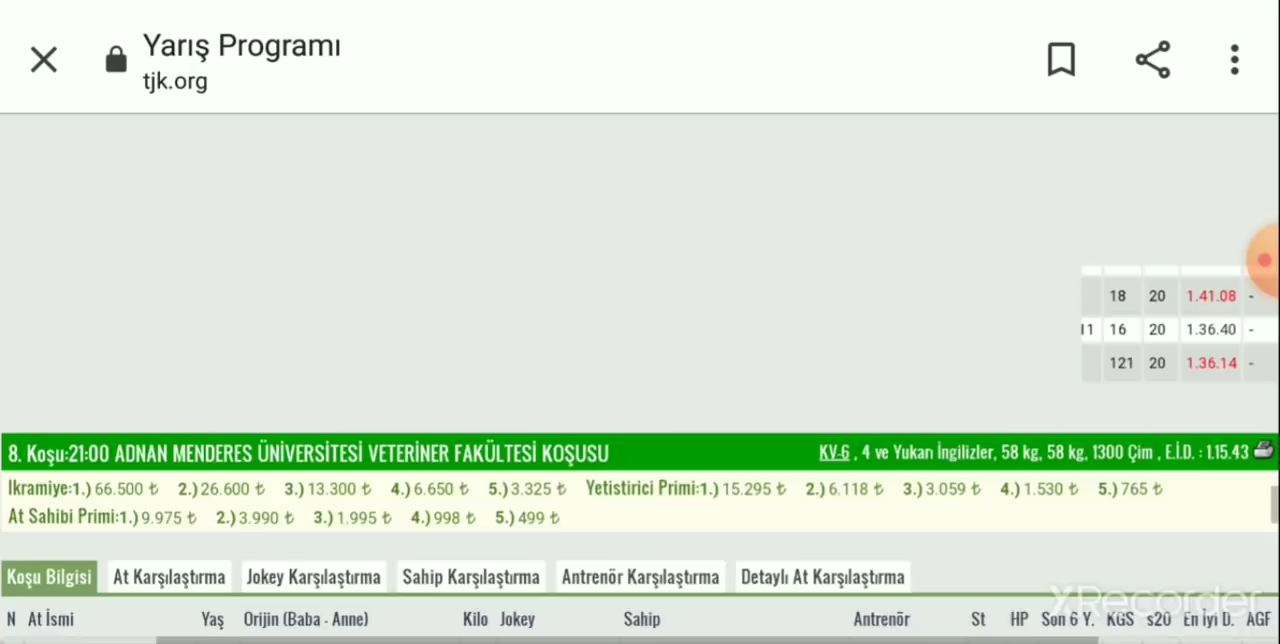 Yarış Programı
tjk.org
18 20 1.41.08 -
11 16 20 1.36.40 -
121 20 1.36.14 -
8. Koşu:21:00 ADNAN MENDERES ÜNİVERSİTESİ VETERİNER FAKÜLTESİ KOŞUSU KV-6 , 4 ve Yukarı İngilizler, 58 kg, 58 kg, 1300 Çim , E.İ.D. : 1.15.43
İkramiye:1.) 66.500 ₺ 2.) 26.600 ₺ 3.) 13.300 ₺ 4.) 6.650 ₺ 5.) 3.325 ₺ Yetistirici Primi:1.) 15.295 ₺ 2.) 6.118 ₺ 3.) 3.059 ₺ 4.) 1.530 ₺ 5.) 765 ₺
At Sahibi Primi:1.) 9.975 ₺ 2.) 3.990 ₺ 3.) 1.995 ₺ 4.) 998 ₺ 5.) 499 ₺
Koşu Bilgisi At Karşılaştırma Jokey Karşılaştırma Sahip Karşılaştırma Antrenör Karşılaştırma Detaylı At Karşılaştırma
XRecorder
N At İsmi Yaş Orijin (Baba - Anne) Kilo Jokey Sahip Antrenör St HP Son 6 Y. KGS s20 En İyi D. AGF